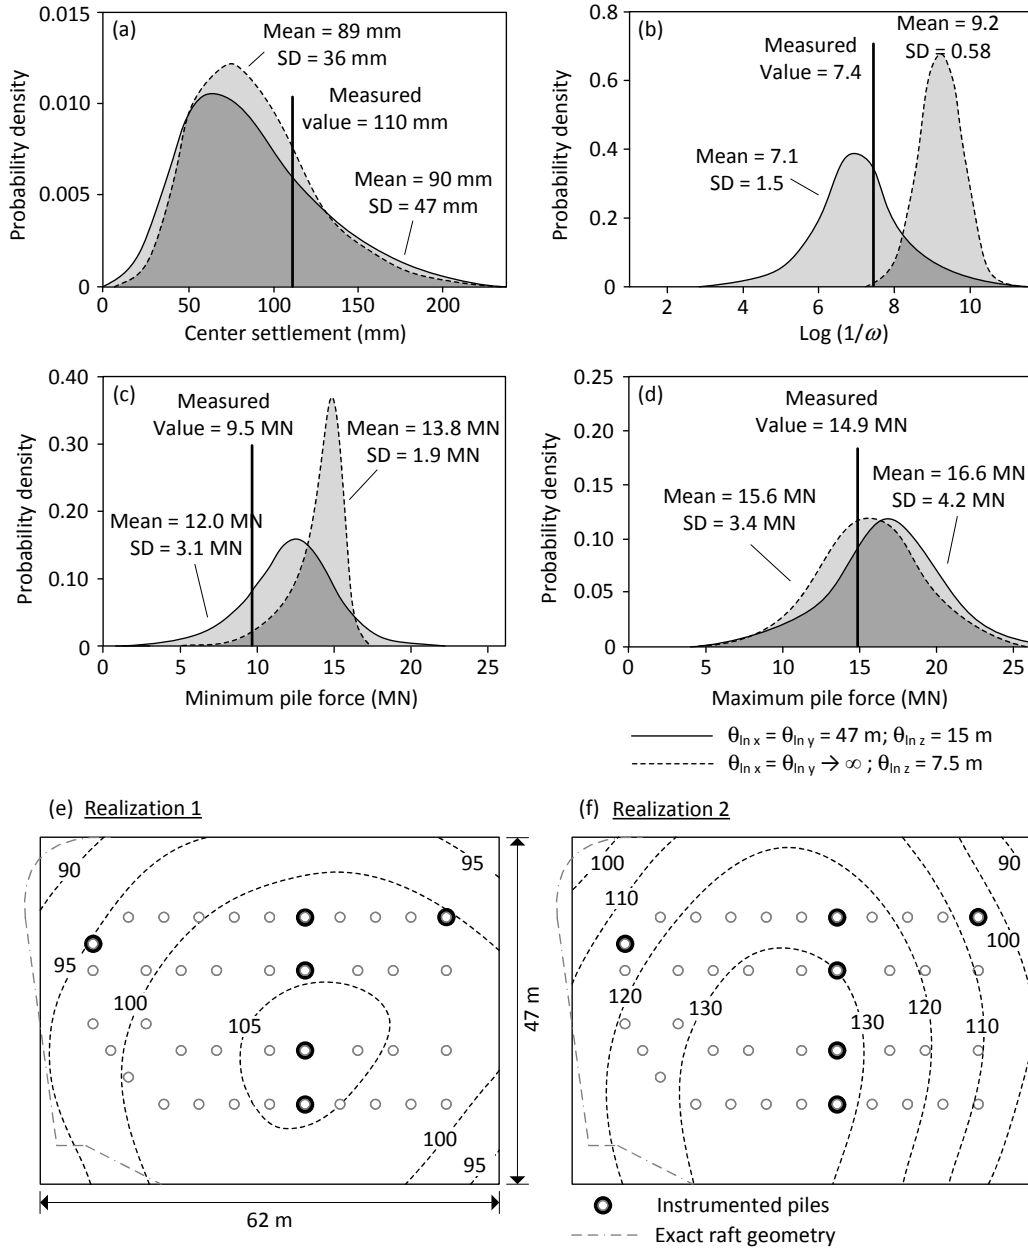 (a)
Mean = 89 mm
SD = 36 mm
Measured
value = 110 mm
Mean = 90 mm
SD = 47 mm
0.015
0.010
0.005
0
Probability density
0
50
100
150
200
Center settlement (mm)
(b)
Measured
Value = 7.4
Mean = 9.2
SD = 0.58
Mean = 7.1
SD = 1.5
0.8
0.6
0.4
0.2
0
Probability density
2
4
6
8
10
Log (1/ω)
(c)
Measured
Value = 9.5 MN
Mean = 13.8 MN
SD = 1.9 MN
Mean = 12.0 MN
SD = 3.1 MN
0.40
0.30
0.20
0.10
0
Probability density
0
5
10
15
20
25
Minimum pile force (MN)
(d)
Measured
Value = 14.9 MN
Mean = 16.6 MN
SD = 4.2 MN
Mean = 15.6 MN
SD = 3.4 MN
0.25
0.20
0.15
0.10
0.05
0
Probability density
0
5
10
15
20
25
Maximum pile force (MN)
θln x = θln y = 47 m; θln z = 15 m
θln x = θln y → ∞ ; θln z = 7.5 m
(e) Realization 1
90
95
95
100
105
100
95
47 m
62 m
(f) Realization 2
100
90
110
100
120
130
130
120
110
Instrumented piles
Exact raft geometry